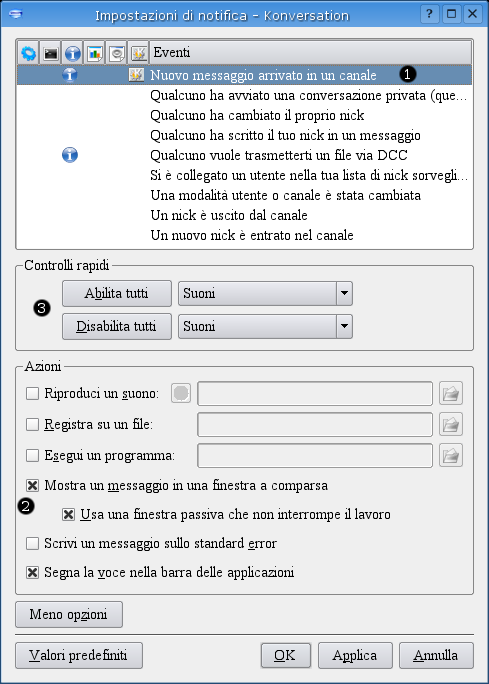 Impostazioni di notifica – Konversation
Eventi
Nuovo messaggio arrivato in un canale 1
Qualcuno ha avviato una conversazione privata (que...
Qualcuno ha cambiato il proprio nick
Qualcuno ha scritto il tuo nick in un messaggio
Qualcuno vuole trasmetterti un file via DCC
Si è collegato un utente nella tua lista di nick sorvegli...
Una modalità utente o canale è stata cambiata
Un nick è uscito dal canale
Un nuovo nick è entrato nel canale
Controlli rapidi
3
Abilita tutti Suoni
Disabilita tutti Suoni
Azioni
Riproduci un suono:
Registra su un file:
Esegui un programma:
Mostra un messaggio in una finestra a comparsa
2
Usa una finestra passiva che non interrompe il lavoro
Scrivi un messaggio sullo standard error
Segna la voce nella barra delle applicazioni
Meno opzioni
Valori predefiniti OK Applica Annulla